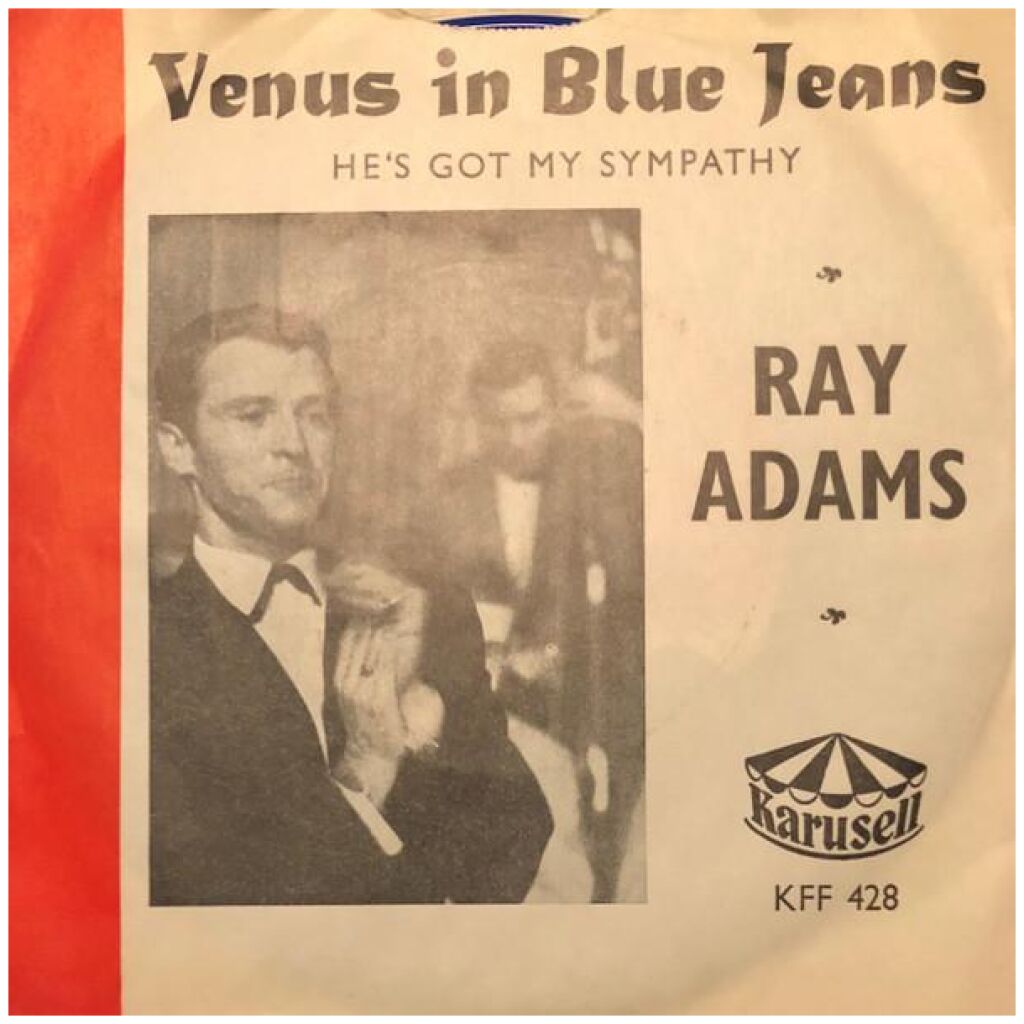 Venus in Blue Jeans
HE'S GOT MY SYMPATHY
RAY
ADAMS
Karusell
KFF 428